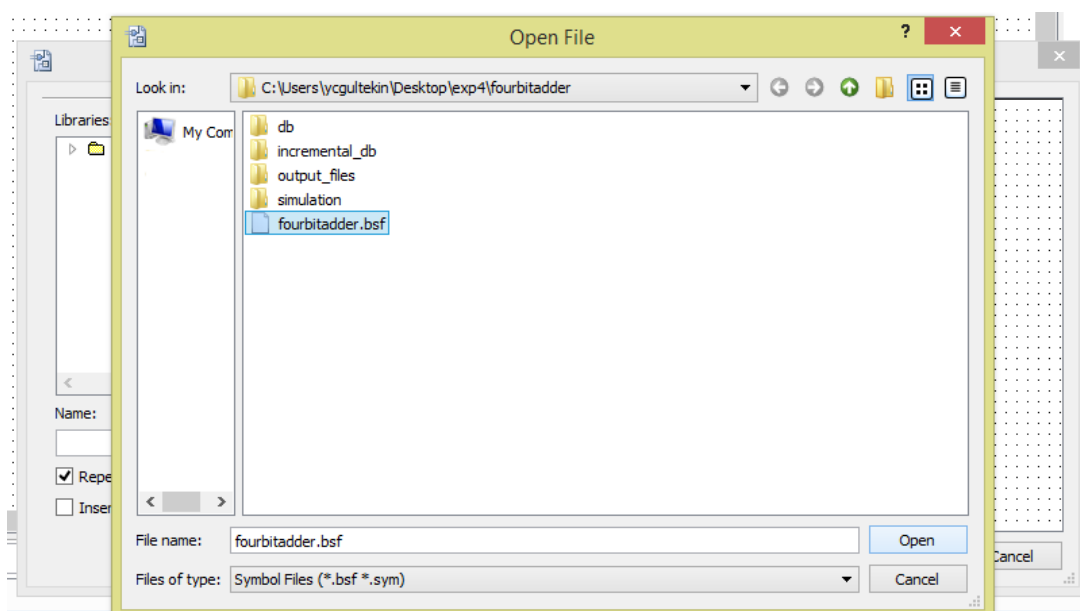 Open File
?
Look in:
C:\Users\ycgultekin\Desktop\exp4\fourbitadder
Libraries
My Com
db
incremental_db
output_files
simulation
fourbitadder.bsf
Name:
Repe
Inser
File name:
fourbitadder.bsf
Open
Files of type:
Symbol Files (*.bsf *.sym)
Cancel
Cancel